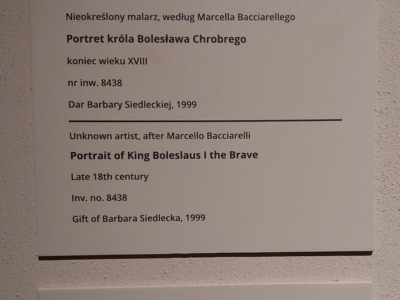 Nieokreślony malarz, według Marcella Bacciarellego
Portret króla Bolesława Chrobrego
koniec wieku XVIII
nr inw. 8438
Dar Barbary Siedleckiej, 1999
Unknown artist, after Marcello Bacciarelli
Portrait of King Boleslaus I the Brave
Late 18th century
Inv. no. 8438
Gift of Barbara Siedlecka, 1999